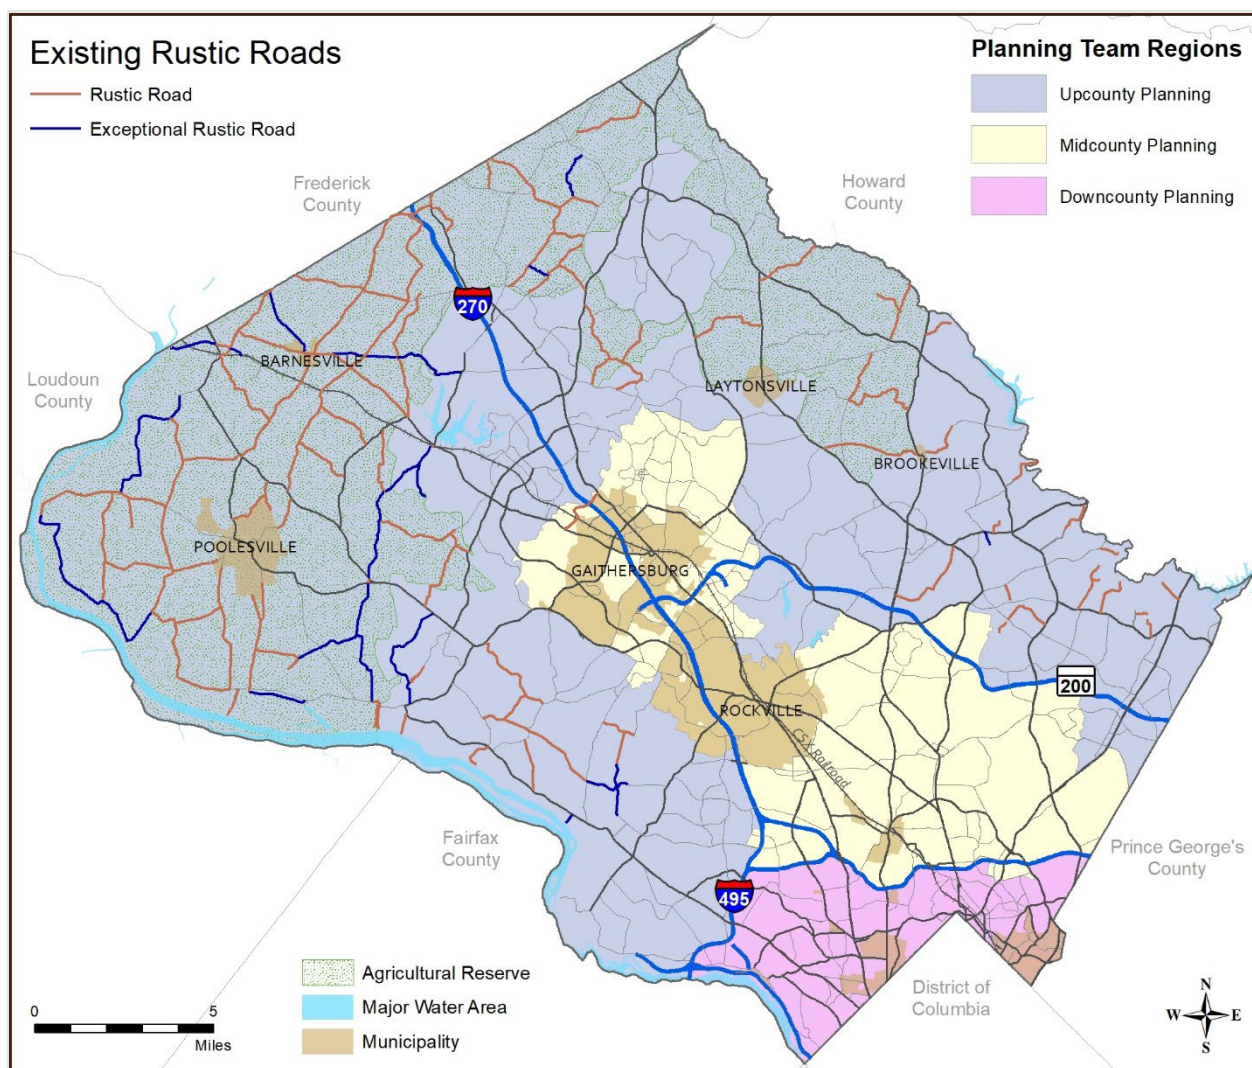 Existing Rustic Roads
Rustic Road
Exceptional Rustic Road
Planning Team Regions
Upcounty Planning
Midcounty Planning
Downcounty Planning
Frederick
County
Howard
County
270
BARNESVILLE
Loudoun
County
LAYTONSVILLE
BROOKEVILLE
POOLESVILLE
GAITHERSBURG
200
ROCKVILLE
CSX Railroad
Fairfax
County
Prince George's
County
495
District of
Columbia
Agricultural Reserve
Major Water Area
Municipality
0 5
Miles
N
W E
S